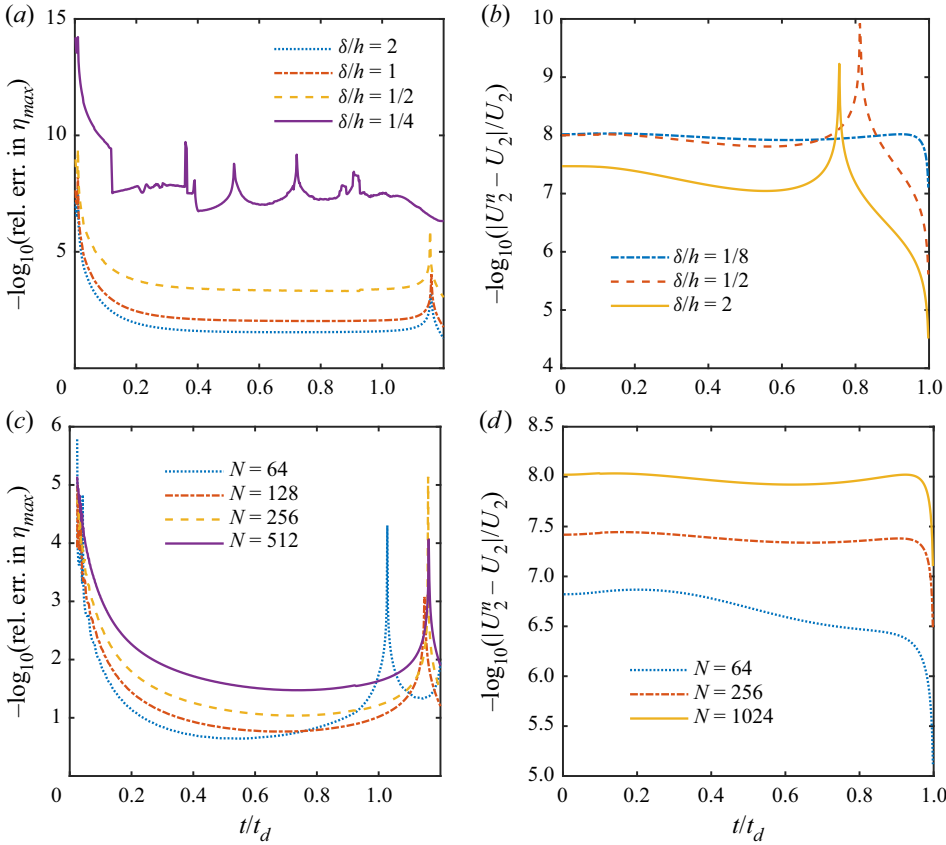 (a)
15
10
5
0
0.2
0.4
0.6
0.8
1.0
–log10(rel. err. in ηmax)
δ/h = 2
δ/h = 1
δ/h = 1/2
δ/h = 1/4
(b)
10
9
8
7
6
5
4
0
0.2
0.4
0.6
0.8
1.0
–log10(|U2^n – U2|/U2)
δ/h = 1/8
δ/h = 1/2
δ/h = 2
(c)
6
5
4
3
2
1
0
0.2
0.4
0.6
0.8
1.0
–log10(rel. err. in ηmax)
t/td
N = 64
N = 128
N = 256
N = 512
(d)
8.5
8.0
7.5
7.0
6.5
6.0
5.5
5.0
0
0.2
0.4
0.6
0.8
1.0
–log10(|U2^n – U2|/U2)
t/td
N = 64
N = 256
N = 1024